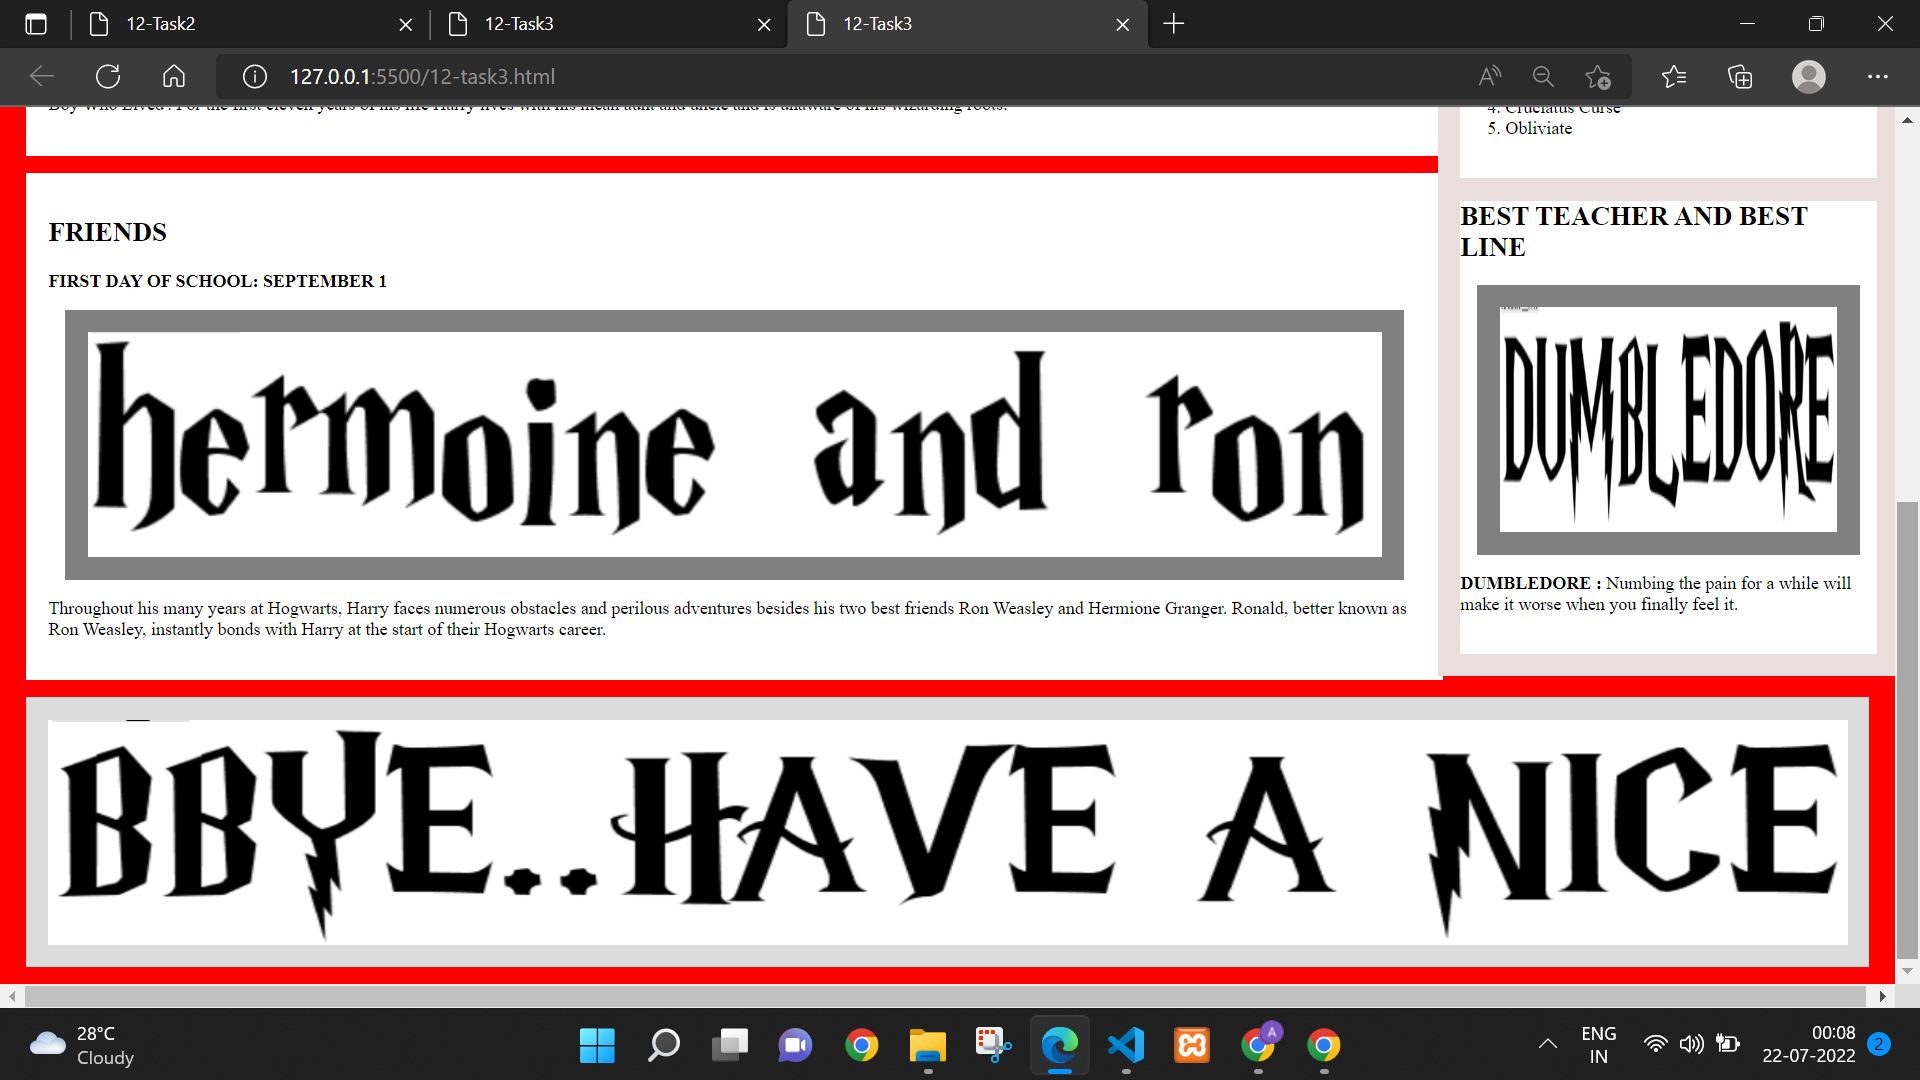 12-Task2
12-Task3
12-Task3
127.0.0.1:5500/12-task3.html
Boy Who Lived'. For the first eleven years of his life Harry lives with his mean aunt and uncle and is unaware of his wizarding roots.
FRIENDS
FIRST DAY OF SCHOOL: SEPTEMBER 1
hermoine and ron
Throughout his many years at Hogwarts, Harry faces numerous obstacles and perilous adventures besides his two best friends Ron Weasley and Hermione Granger. Ronald, better known as
Ron Weasley, instantly bonds with Harry at the start of their Hogwarts career.
4. Cruciatus Curse
5. Obliviate
BEST TEACHER AND BEST
LINE
DUMBLEDORE
DUMBLEDORE : Numbing the pain for a while will
make it worse when you finally feel it.
BBYE..HAVE A NICE
28°C
Cloudy
A
ENG
IN
00:08
22-07-2022
2